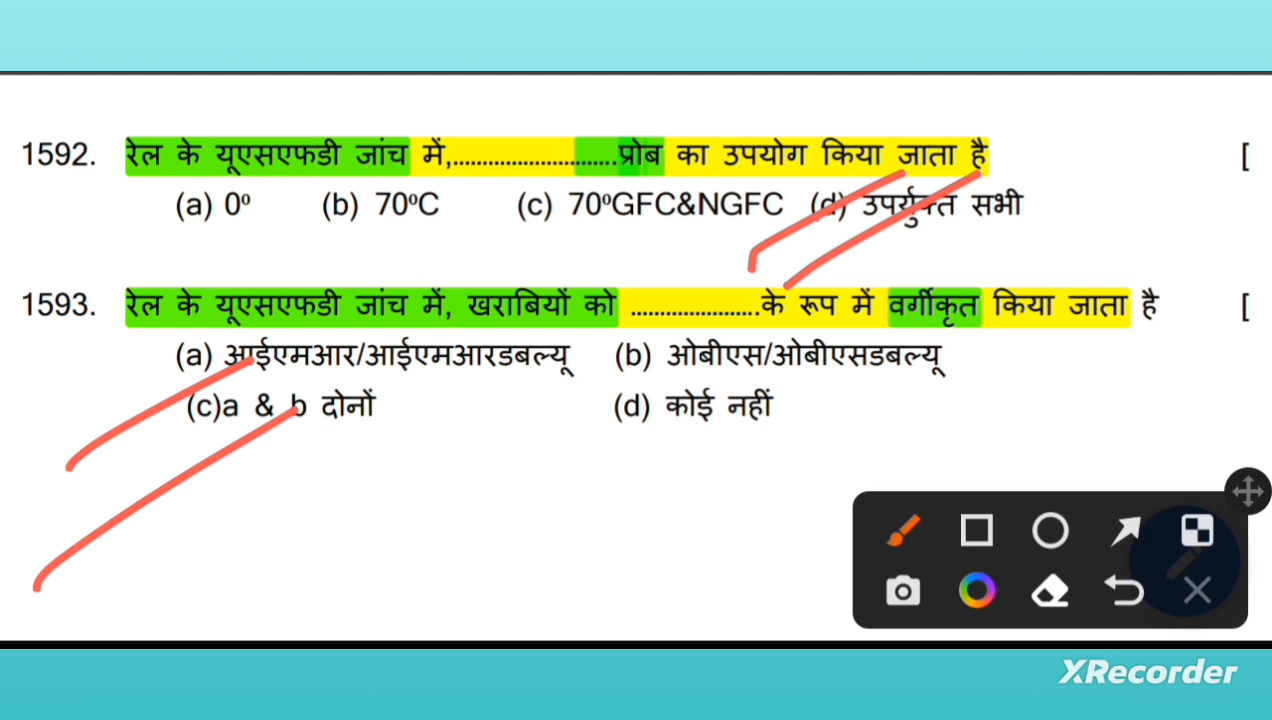 1592. रेल के यूएसएफडी जांच में,............................प्रोब का उपयोग किया जाता है [
(a) 0º (b) 70ºC (c) 70ºGFC&NGFC (d) उपर्युक्त सभी
1593. रेल के यूएसएफडी जांच में, खराबियों को ......................के रूप में वर्गीकृत किया जाता है [
(a) आईएमआर/आईएमआरडबल्यू (b) ओबीएस/ओबीएसडबल्यू
(c)a & b दोनों (d) कोई नहीं
XRecorder